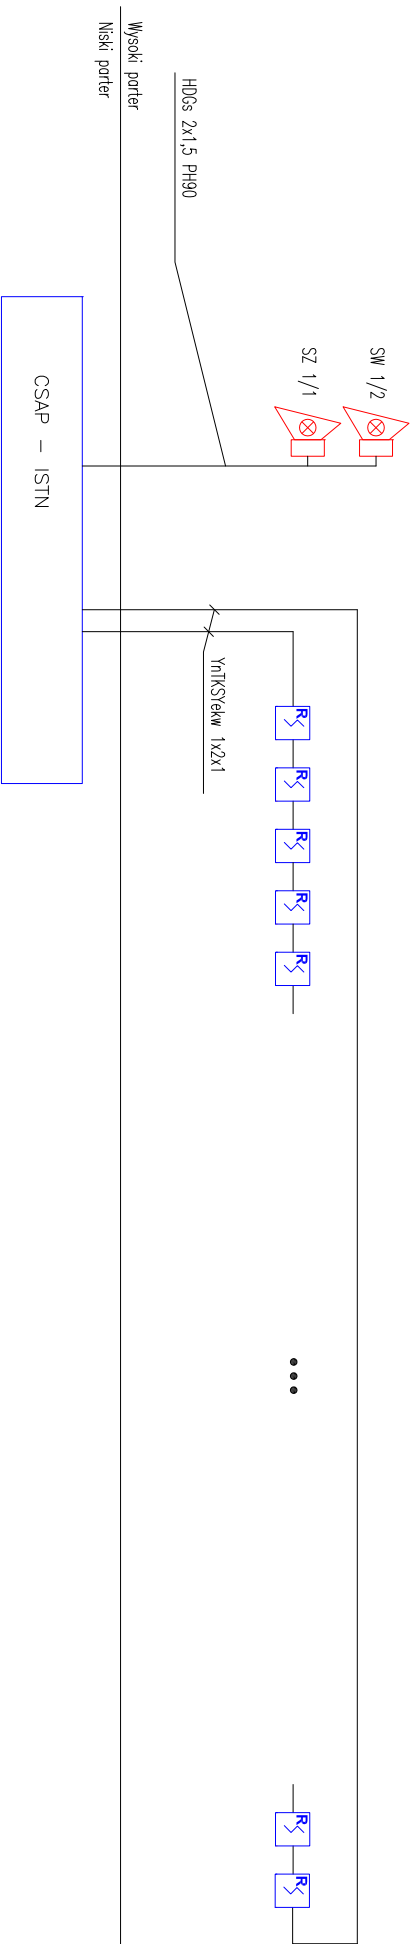 SW 1/2
SZ 1/1
HDGs 2x1,5 PH90
Wysoki parter
Niski parter
CSAP – ISTN
YnTKSYekw 1x2x1
R
R
R
R
R
R
R